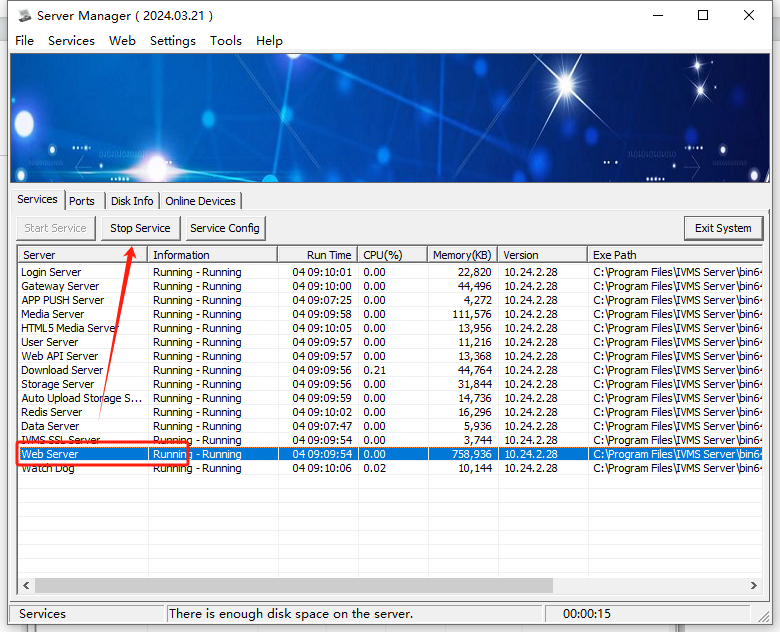 Server Manager ( 2024.03.21 )
File Services Web Settings Tools Help
Services Ports Disk Info Online Devices
Start Service Stop Service Service Config Exit System
Server Information Run Time CPU(%) Memory(KB) Version Exe Path
Login Server Running - Running 04 09:10:01 0.00 22,820 10.24.2.28 C:\Program Files\IVMS Server\bin64
Gateway Server Running - Running 04 09:10:00 0.00 44,496 10.24.2.28 C:\Program Files\IVMS Server\bin64
APP PUSH Server Running - Running 04 09:07:25 0.00 4,272 10.24.2.28 C:\Program Files\IVMS Server\bin64
Media Server Running - Running 04 09:09:58 0.00 111,576 10.24.2.28 C:\Program Files\IVMS Server\bin64
HTML5 Media Server Running - Running 04 09:10:05 0.00 13,956 10.24.2.28 C:\Program Files\IVMS Server\bin64
User Server Running - Running 04 09:09:57 0.00 11,216 10.24.2.28 C:\Program Files\IVMS Server\bin64
Web API Server Running - Running 04 09:09:57 0.00 13,368 10.24.2.28 C:\Program Files\IVMS Server\bin64
Download Server Running - Running 04 09:09:56 0.21 44,764 10.24.2.28 C:\Program Files\IVMS Server\bin64
Storage Server Running - Running 04 09:09:56 0.00 31,844 10.24.2.28 C:\Program Files\IVMS Server\bin64
Auto Upload Storage S... Running - Running 04 09:09:59 0.00 14,736 10.24.2.28 C:\Program Files\IVMS Server\bin64
Redis Server Running - Running 04 09:10:02 0.00 16,296 10.24.2.28 C:\Program Files\IVMS Server\bin64
Data Server Running - Running 04 09:07:47 0.00 5,936 10.24.2.28 C:\Program Files\IVMS Server\bin64
IVMS SSL Server Running - Running 04 09:09:54 0.00 3,744 10.24.2.28 C:\Program Files\IVMS Server\bin64
Web Server Running - Running 04 09:09:54 0.00 758,936 10.24.2.28 C:\Program Files\IVMS Server\bin64
Watch Dog Running - Running 04 09:10:06 0.02 10,144 10.24.2.28 C:\Program Files\IVMS Server\bin64
Services There is enough disk space on the server. 00:00:15